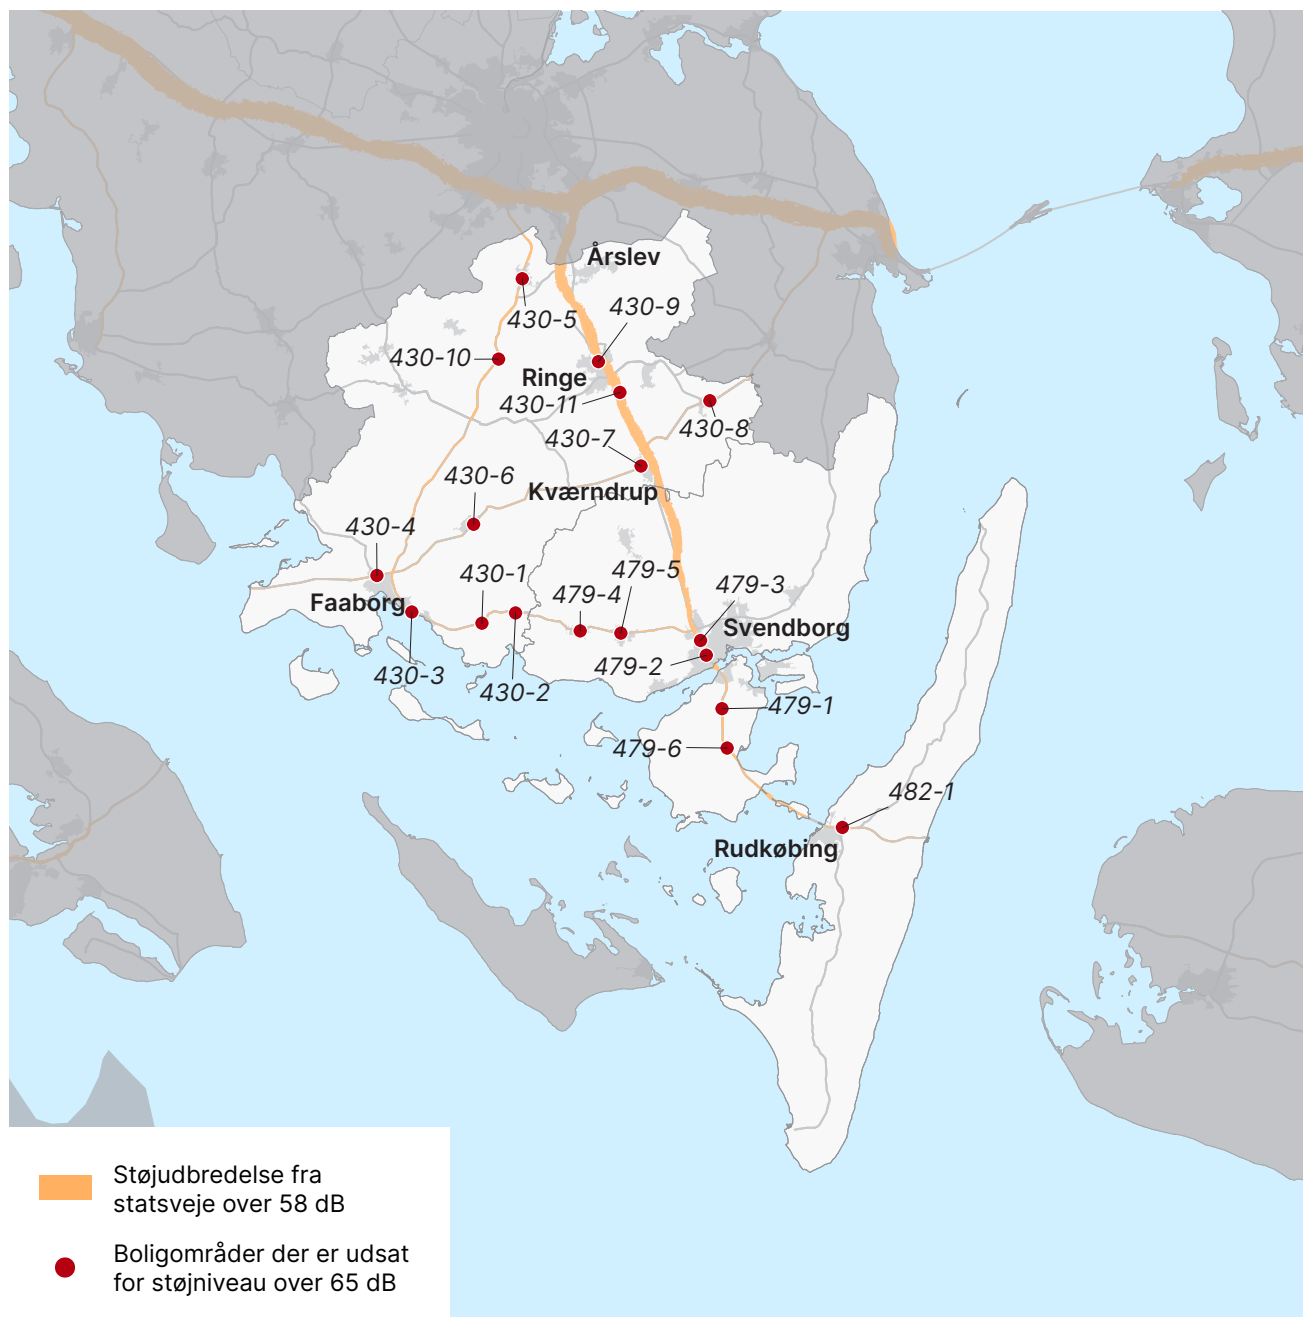 Årslev
430-9
430-5
430-10
Ringe
430-11
430-8
430-7
430-6
Kværndrup
430-4
430-1
479-5
479-4
479-3
Faaborg
Svendborg
479-2
430-3
430-2
479-1
479-6
482-1
Rudkøbing
Støjudbredelse fra
statsveje over 58 dB
Boligområder der er udsat
for støjniveau over 65 dB